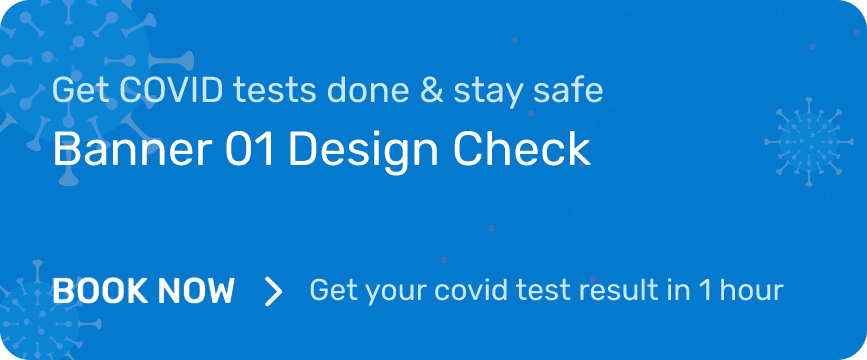 Get COVID tests done & stay safe
Banner 01 Design Check
BOOK NOW > Get your covid test result in 1 hour